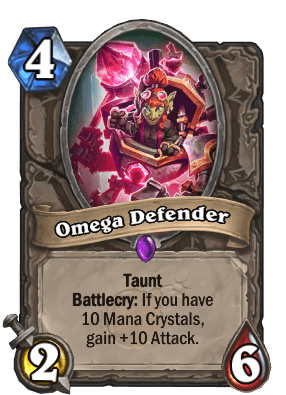 4
Omega Defender
Taunt
Battlecry: If you have
10 Mana Crystals,
gain +10 Attack.
2
6